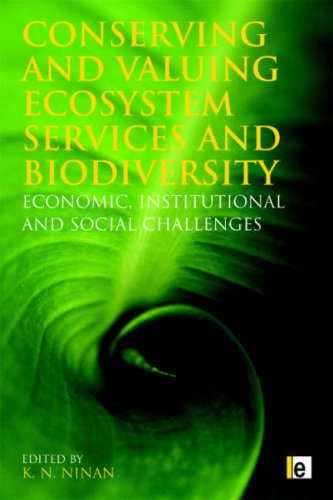 CONSERVING
AND VALUING
ECOSYSTEM
SERVICES AND
BIODIVERSITY
ECONOMIC, INSTITUTIONAL
AND SOCIAL CHALLENGES
EDITED BY
K. N. NINAN
e